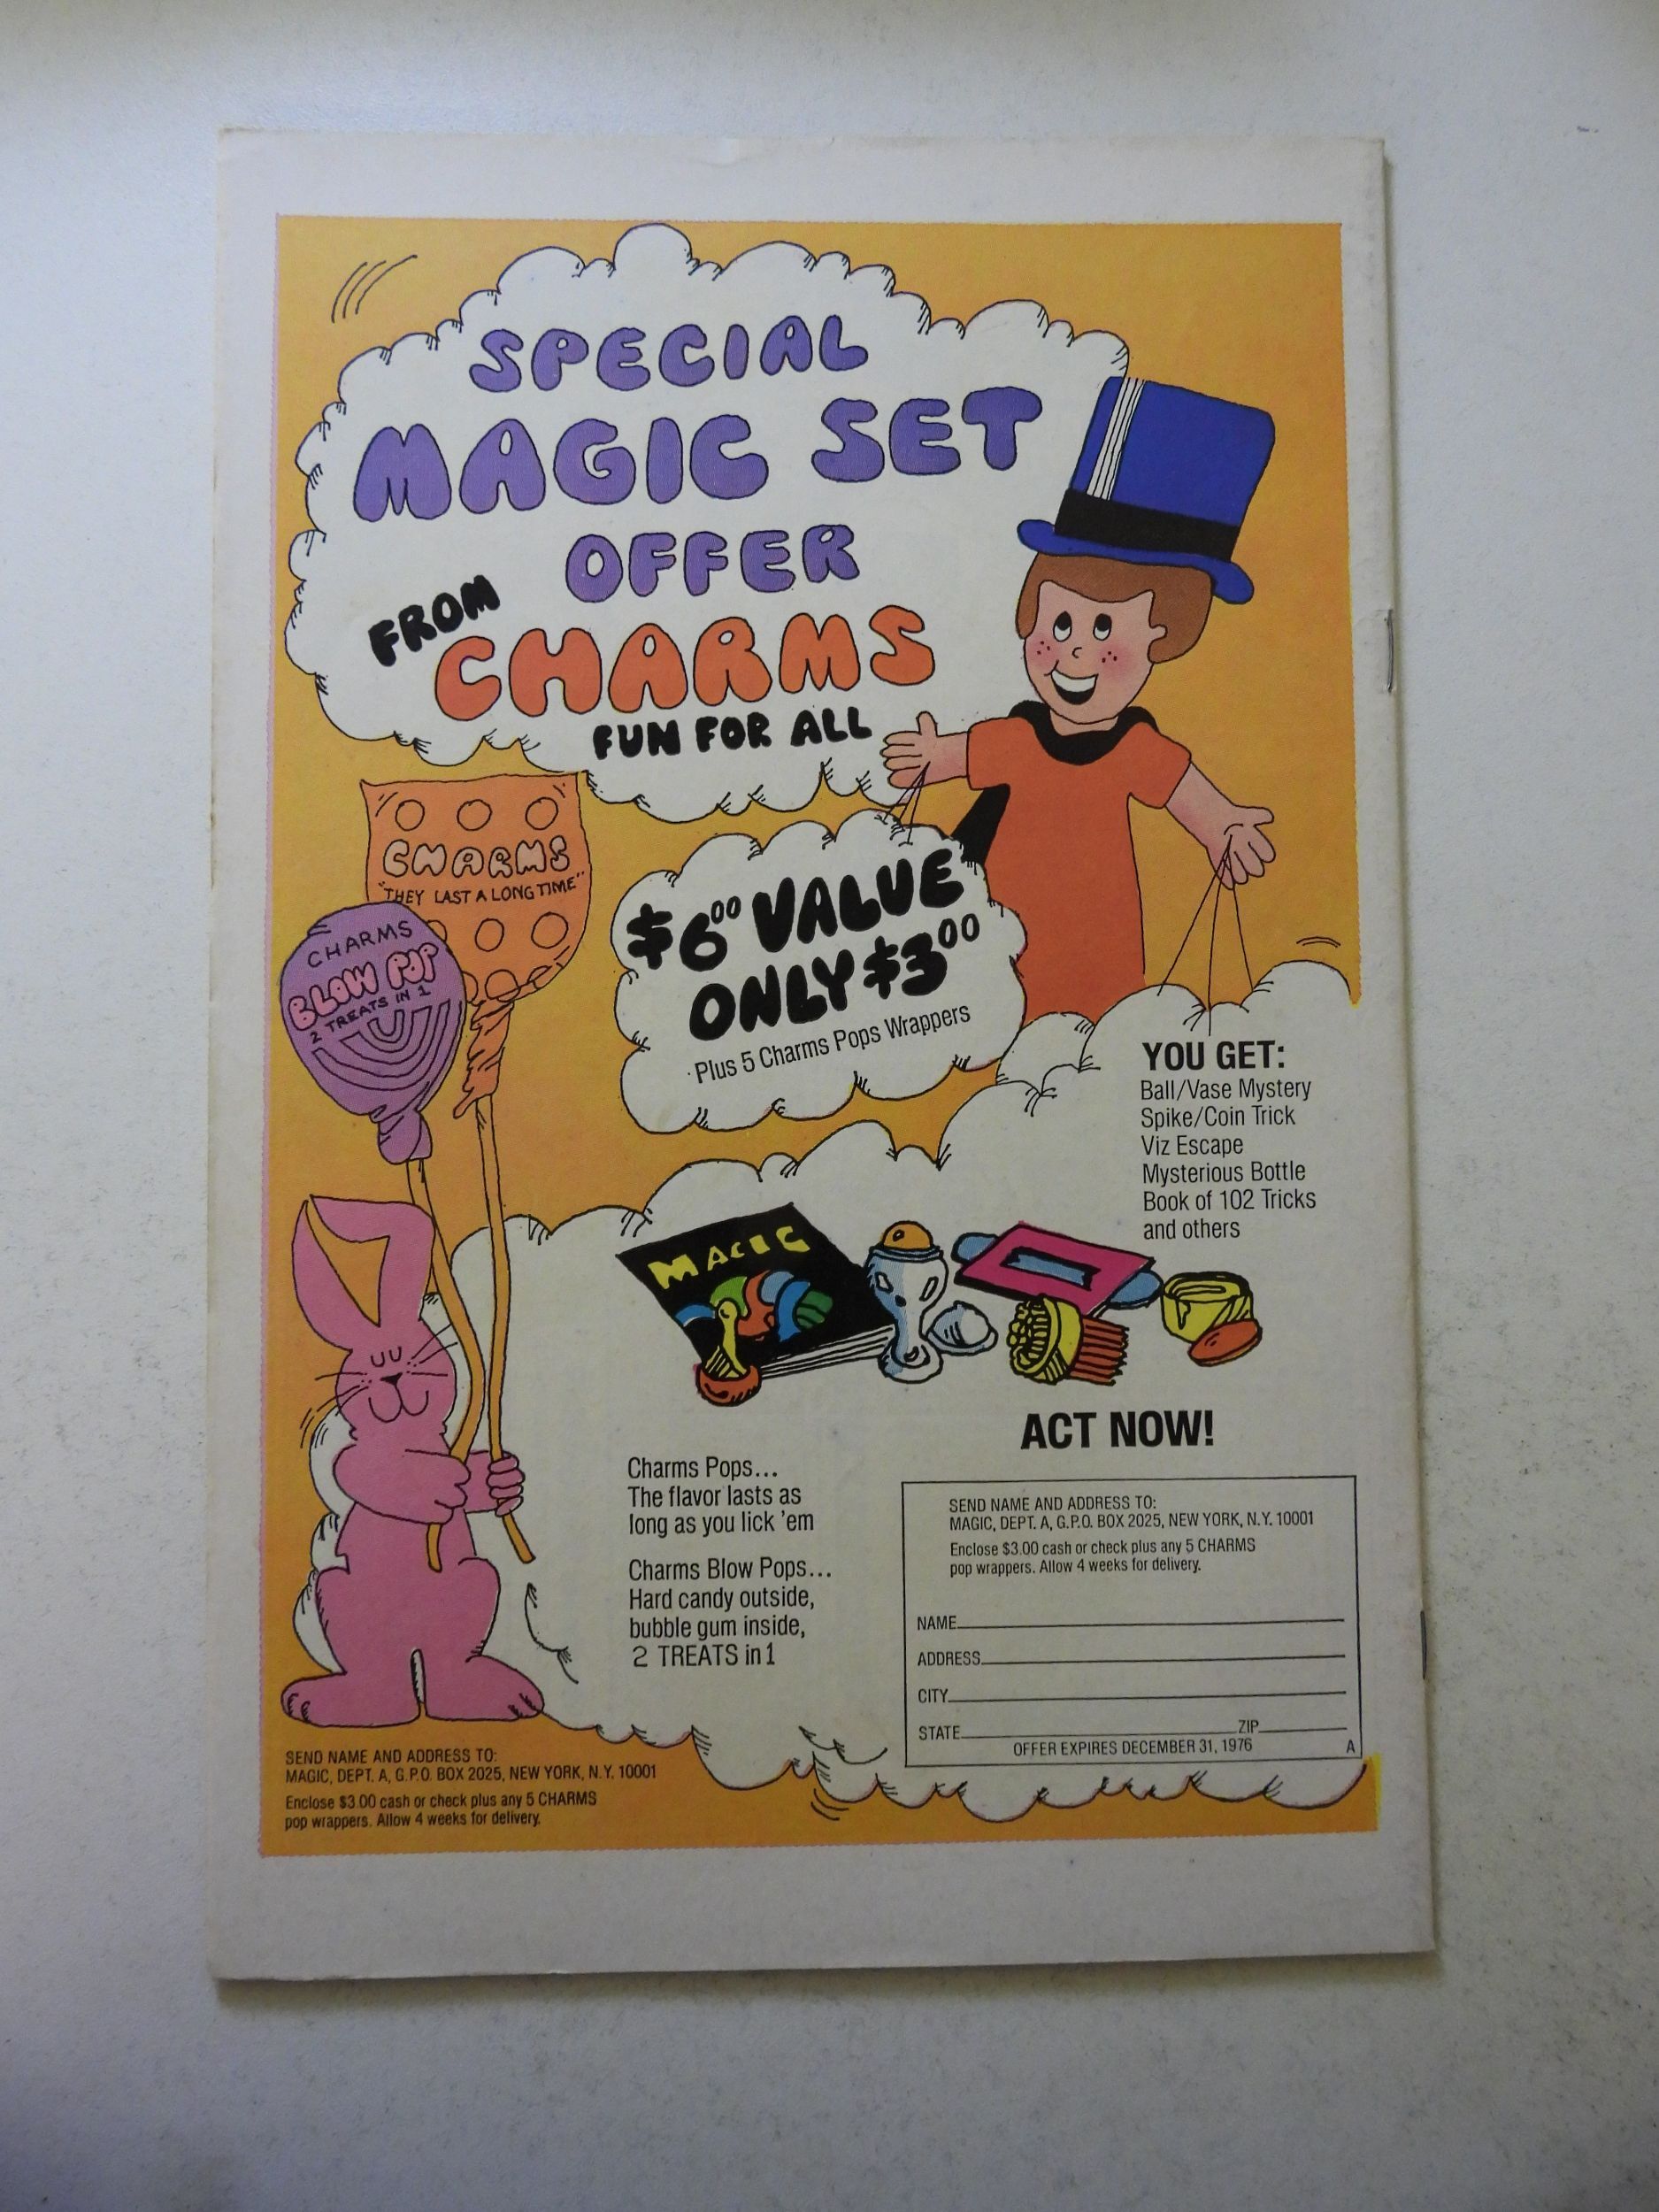 SPECIAL
MAGIC SET
OFFER
FROM
CHARMS
FUN FOR ALL
CHARMS
"THEY LAST A LONG TIME"
CHARMS
BLOW POP
2 TREATS IN 1
$6.00 VALUE
ONLY $3.00
Plus 5 Charms Pops Wrappers
YOU GET:
Ball/Vase Mystery
Spike/Coin Trick
Viz Escape
Mysterious Bottle
Book of 102 Tricks
and others
MAGIC
Charms Pops...
The flavor lasts as
long as you lick 'em
Charms Blow Pops...
Hard candy outside,
bubble gum inside,
2 TREATS in 1
ACT NOW!
SEND NAME AND ADDRESS TO:
MAGIC, DEPT. A, G.P.O. BOX 2025, NEW YORK, N.Y. 10001
Enclose $3.00 cash or check plus any 5 CHARMS
pop wrappers. Allow 4 weeks for delivery.
NAME
ADDRESS
CITY
STATE ZIP
OFFER EXPIRES DECEMBER 31, 1976 A
SEND NAME AND ADDRESS TO:
MAGIC, DEPT. A, G.P.O. BOX 2025, NEW YORK, N.Y. 10001
Enclose $3.00 cash or check plus any 5 CHARMS
pop wrappers. Allow 4 weeks for delivery.